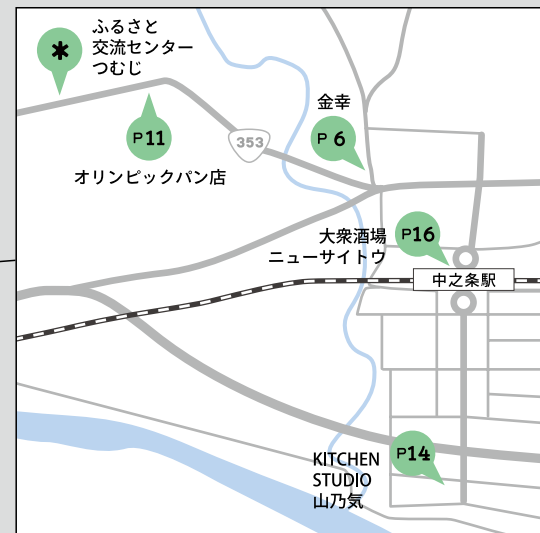 ふるさと
交流センター
つむじ
*
P11
オリンピックパン店
353
金幸
P 6
大衆酒場
ニューサイトウ
P16
中之条駅
KITCHEN
STUDIO
山乃気
P14